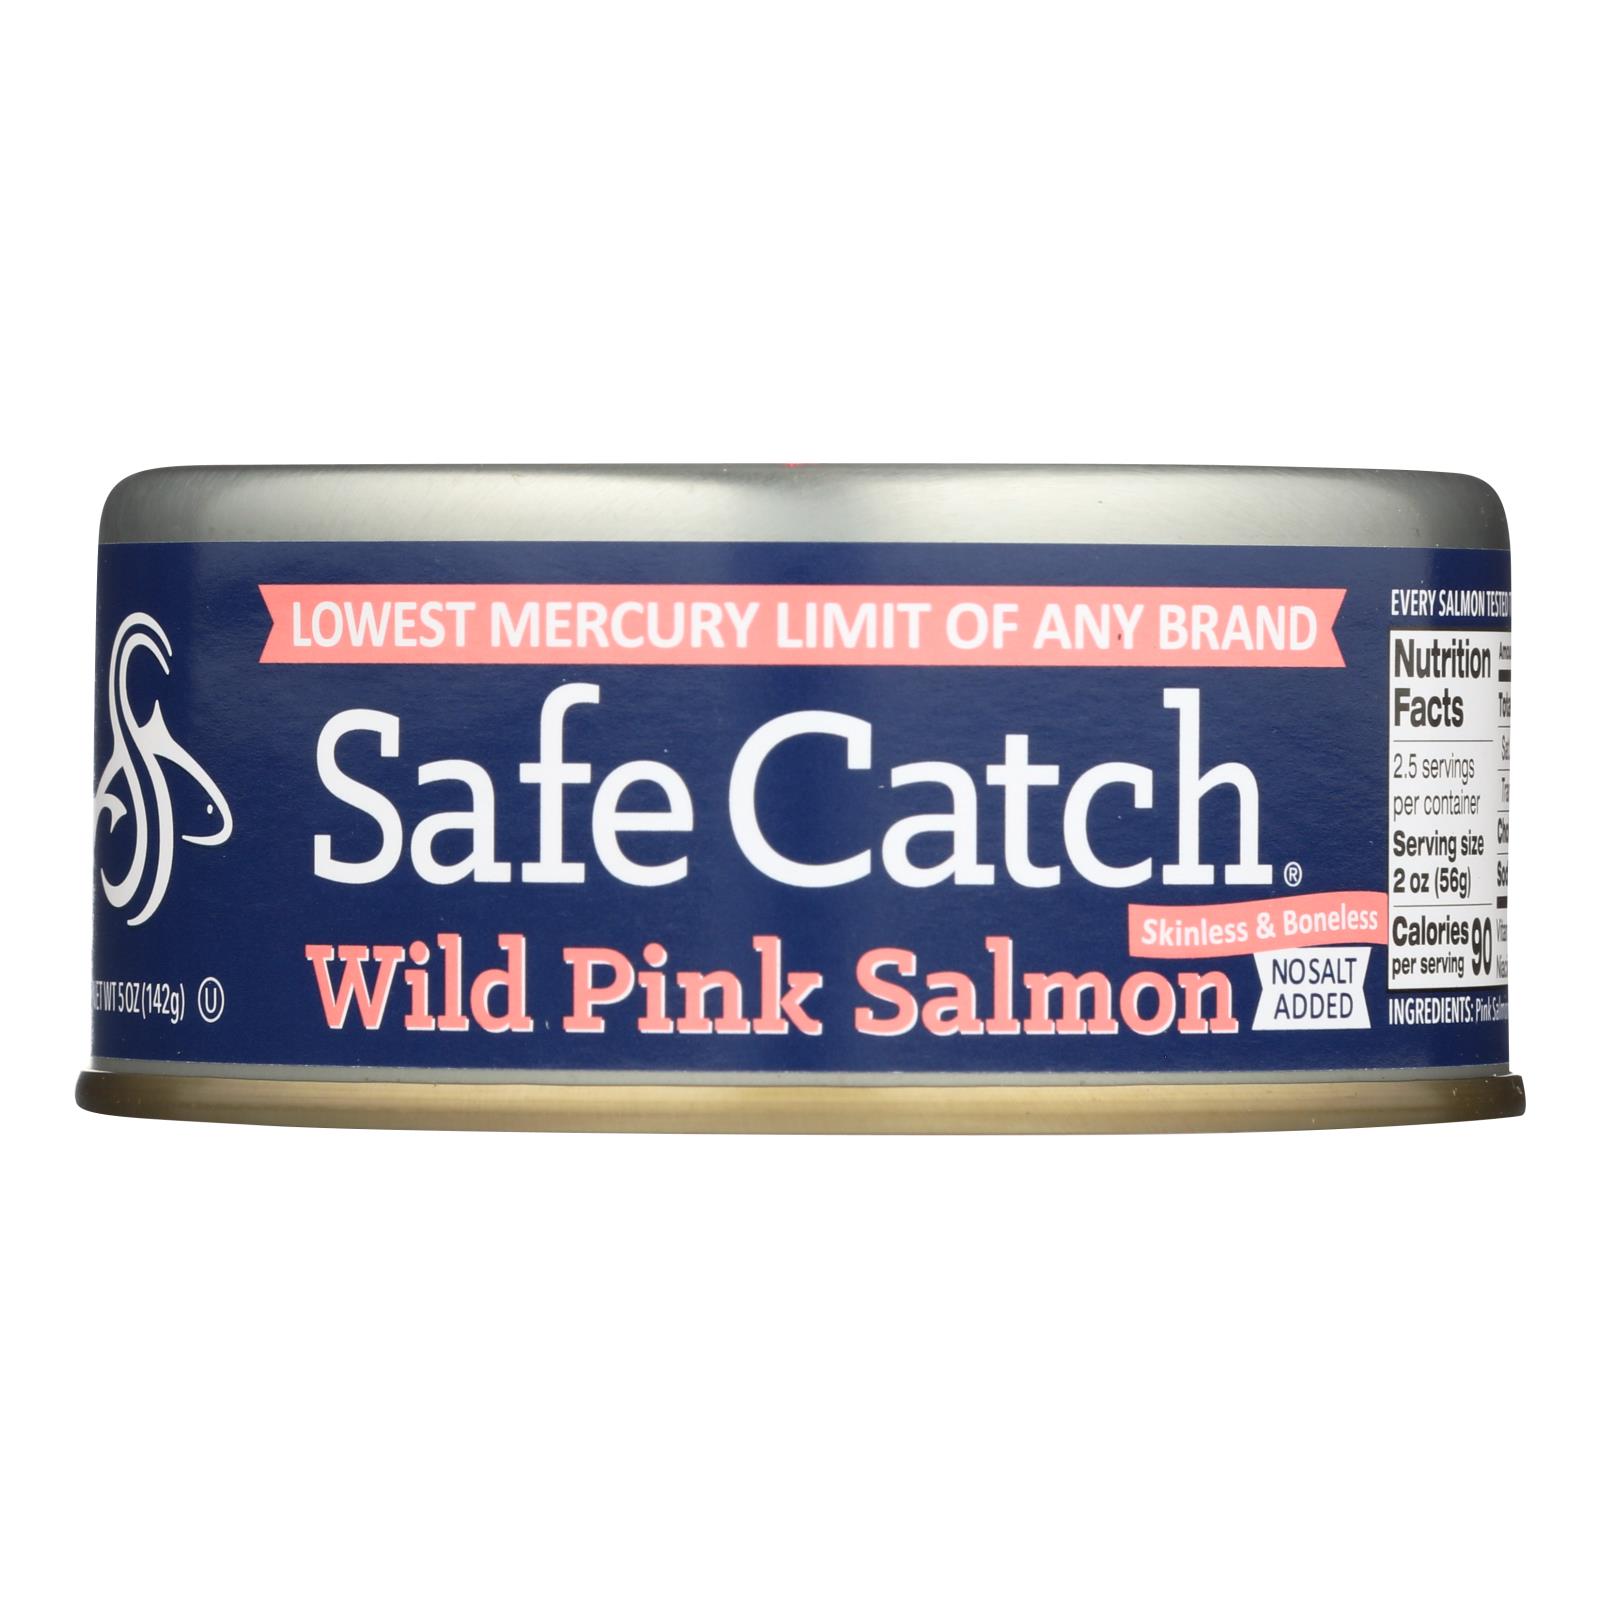 LOWEST MERCURY LIMIT OF ANY BRAND
Safe Catch®
Skinless & Boneless
Wild Pink Salmon
NO SALT
ADDED
WT 5 OZ (142g) U
EVERY SALMON TESTED
Nutrition
Facts
2.5 servings
per container
Serving size
2 oz (56g)
Calories 90
per serving
INGREDIENTS: Pink